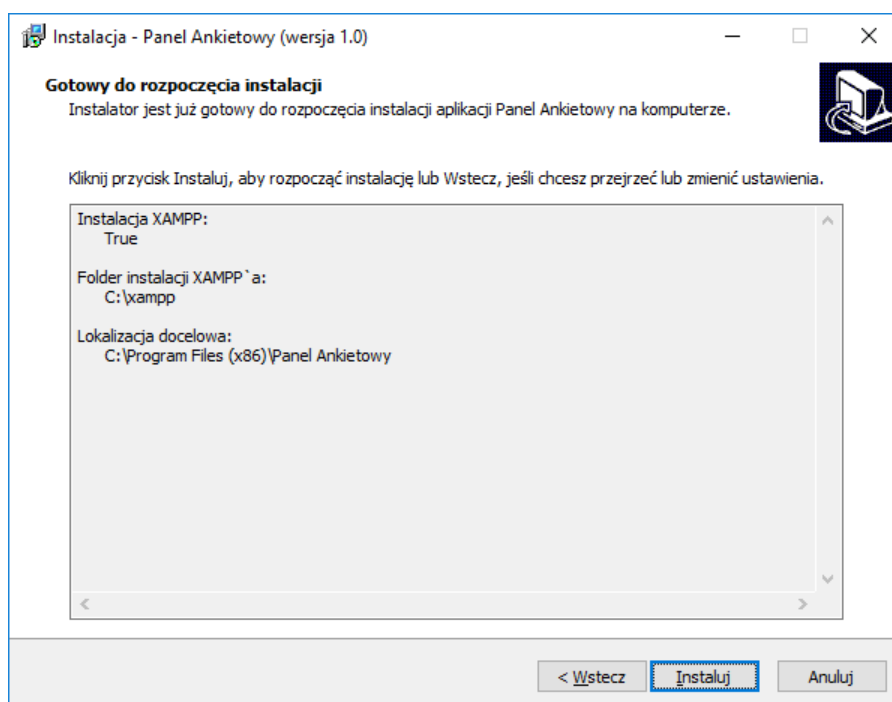 Instalacja - Panel Ankietowy (wersja 1.0)
Gotowy do rozpoczęcia instalacji
Instalator jest już gotowy do rozpoczęcia instalacji aplikacji Panel Ankietowy na komputerze.
Kliknij przycisk Instaluj, aby rozpocząć instalację lub Wstecz, jeśli chcesz przejrzeć lub zmienić ustawienia.
Instalacja XAMPP:
True
Folder instalacji XAMPP`a:
C:\xampp
Lokalizacja docelowa:
C:\Program Files (x86)\Panel Ankietowy
< Wstecz
Instaluj
Anuluj